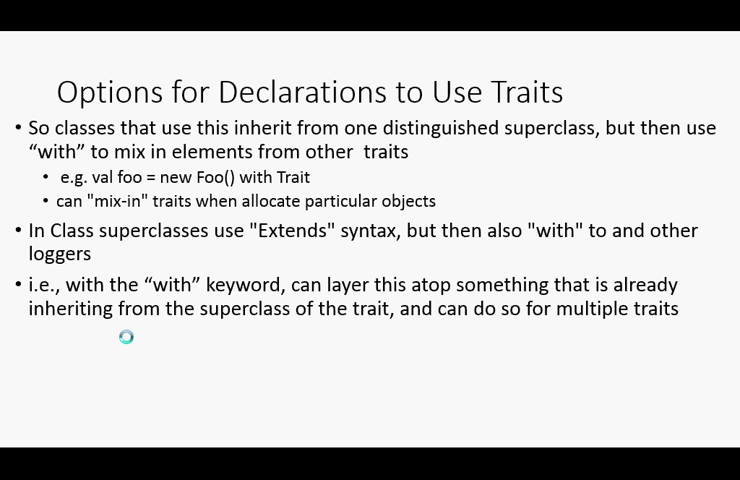 Options for Declarations to Use Traits
• So classes that use this inherit from one distinguished superclass, but then use
“with” to mix in elements from other  traits
• e.g. val foo = new Foo() with Trait
• can "mix-in" traits when allocate particular objects
• In Class superclasses use "Extends" syntax, but then also "with" to and other
loggers
• i.e., with the “with” keyword, can layer this atop something that is already
inheriting from the superclass of the trait, and can do so for multiple traits